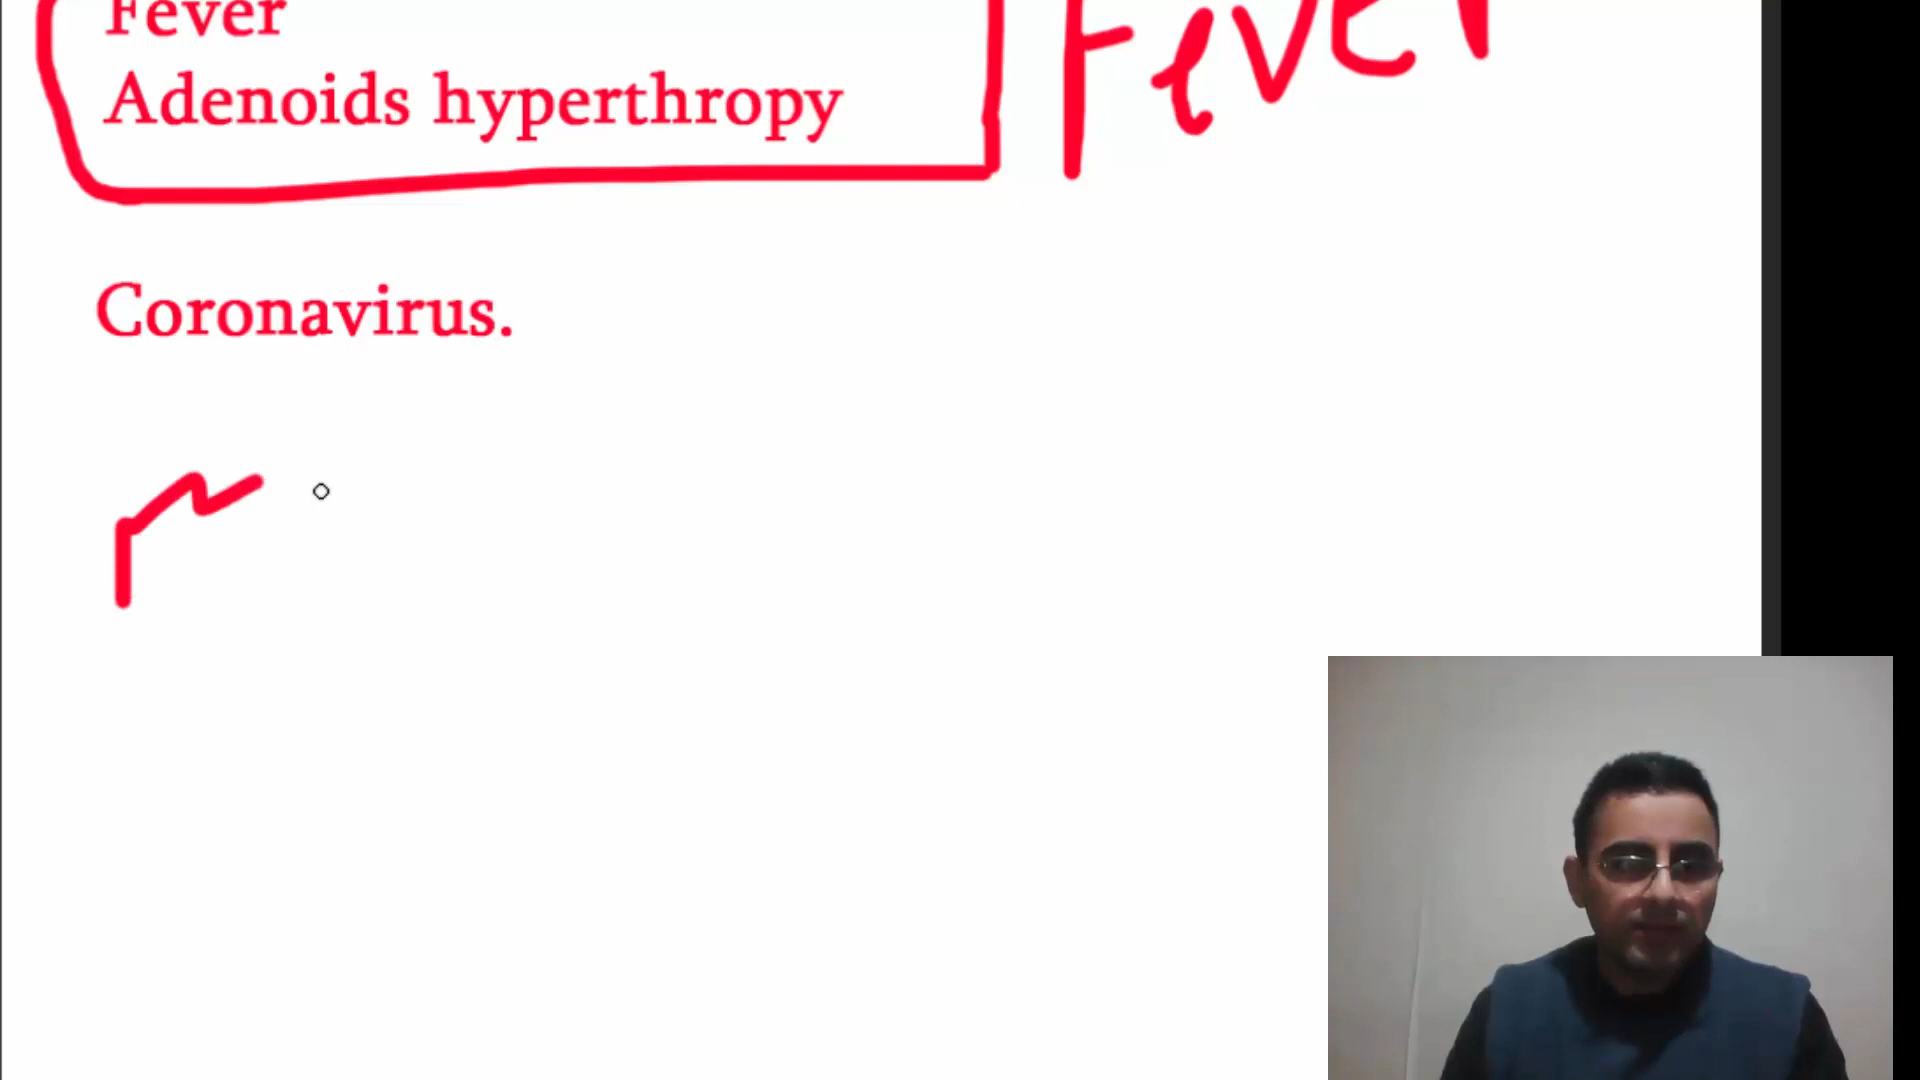 Fever
Adenoids hyperthropy
Fever
Coronavirus.